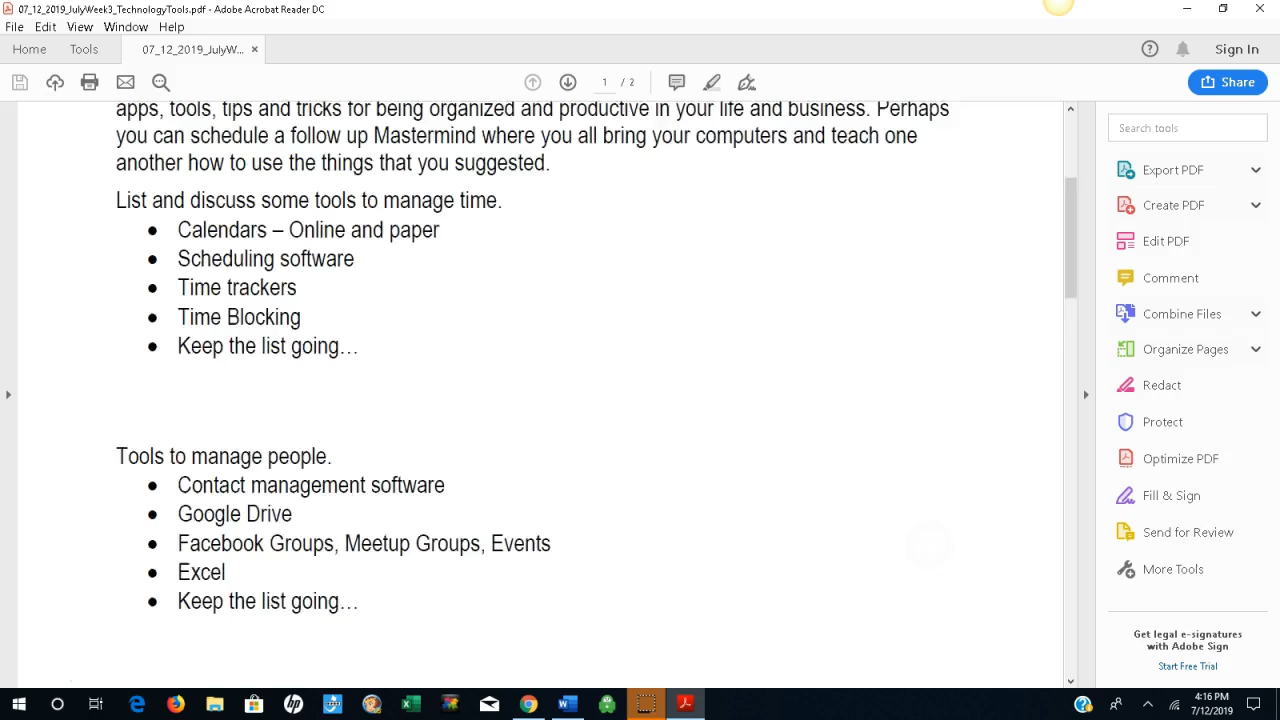 07_12_2019_JulyWeek3_TechnologyTools.pdf - Adobe Acrobat Reader DC
File Edit View Window Help
Home Tools 07_12_2019_JulyW... × Sign In
1 / 2 Share
apps, tools, tips and tricks for being organized and productive in your life and business. Perhaps
you can schedule a follow up Mastermind where you all bring your computers and teach one
another how to use the things that you suggested.
List and discuss some tools to manage time.
• Calendars – Online and paper
• Scheduling software
• Time trackers
• Time Blocking
• Keep the list going…
Tools to manage people.
• Contact management software
• Google Drive
• Facebook Groups, Meetup Groups, Events
• Excel
• Keep the list going…
Search tools
Export PDF
Create PDF
Edit PDF
Comment
Combine Files
Organize Pages
Redact
Protect
Optimize PDF
Fill & Sign
Send for Review
More Tools
Get legal e-signatures
with Adobe Sign
Start Free Trial
4:16 PM
7/12/2019